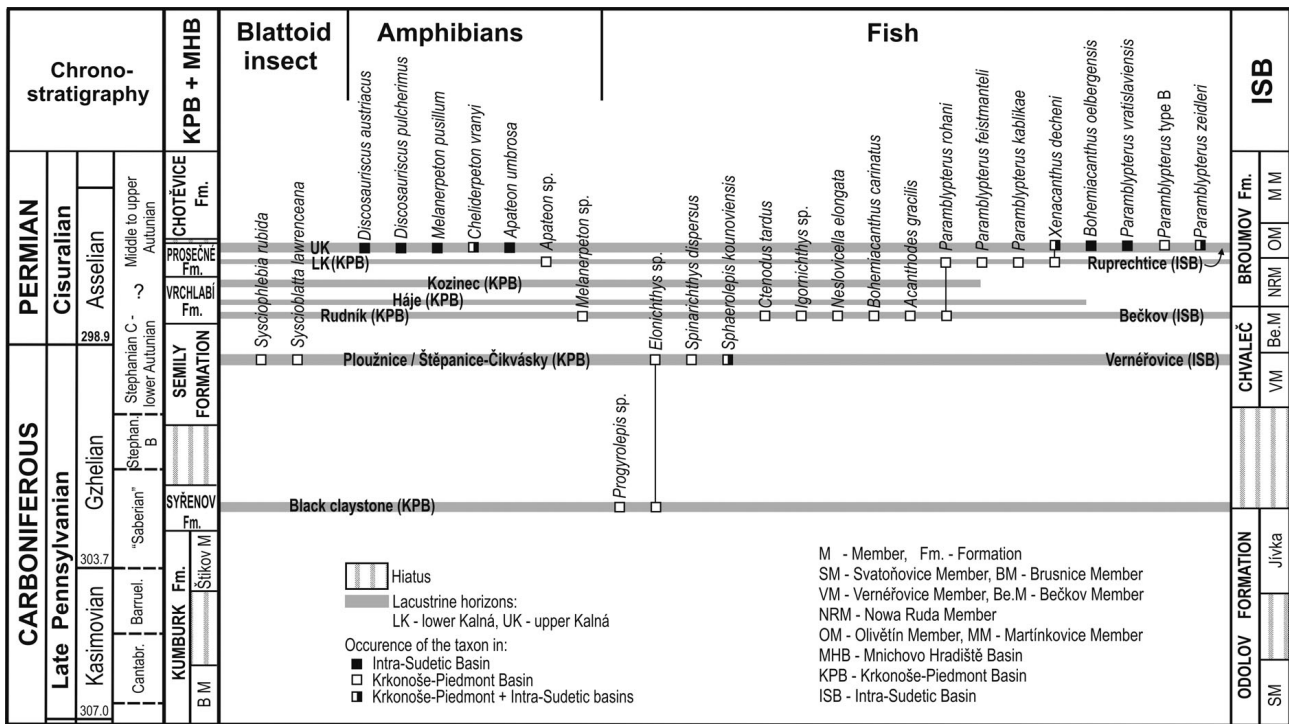 Chrono-
stratigraphy
KPB + MHB
Blattoid
insect
Amphibians
Fish
ISB
Sysciophlebia rubida
Syscioblatta lawrenceana
Discosauriscus austriacus
Discosauriscus pulcherimus
Melanerpeton pusillum
Cheliderpeton vranyi
Apateon umbrosa
Apateon sp.
Melanerpeton sp.
Progyrolepis sp.
Elonichthys sp.
Spinarichthys dispersus
Sphaerolepis kounoviensis
Ctenodus tardus
Igornichthys sp.
Neslovicella elongata
Bohemiacanthus carinatus
Acanthodes gracilis
Paramblypterus rohani
Paramblypterus feistmanteli
Paramblypterus kablikae
Xenacanthus decheni
Bohemiacanthus oelbergensis
Paramblypterus vratislaviensis
Paramblypterus type B
Paramblypterus zeidleri
PERMIAN
Cisuralian
Asselian
298.9
Middle to upper
Autunian
?
Stephanian C -
lower Autunian
CHOTĚVICE
Fm.
PROSEČNÉ
Fm.
VRCHLABÍ
Fm.
SEMILY
FORMATION
CARBONIFEROUS
Late Pennsylvanian
Gzhelian
303.7
Kasimovian
307.0
Stephan.
B
"Saberian"
Barruel.
Cantabr.
SYŘENOV
Fm.
KUMBURK Fm.
Štikov M
B M
UK
LK (KPB)
Ruprechtice (ISB)
Kozinec (KPB)
Háje (KPB)
Rudník (KPB)
Bečkov (ISB)
Ploužnice / Štěpanice-Čikvásky (KPB)
Vernéřovice (ISB)
Black claystone (KPB)
BROUMOV Fm.
M M
OM
NRM
CHVALEČ
Be.M
VM
ODOLOV FORMATION
Jívka
SM
Hiatus
Lacustrine horizons:
LK - lower Kalná, UK - upper Kalná
Occurence of the taxon in:
Intra-Sudetic Basin
Krkonoše-Piedmont Basin
Krkonoše-Piedmont + Intra-Sudetic basins
M - Member, Fm. - Formation
SM - Svatoňovice Member, BM - Brusnice Member
VM - Vernéřovice Member, Be.M - Bečkov Member
NRM - Nowa Ruda Member
OM - Olivětín Member, MM - Martínkovice Member
MHB - Mnichovo Hradiště Basin
KPB - Krkonoše-Piedmont Basin
ISB - Intra-Sudetic Basin